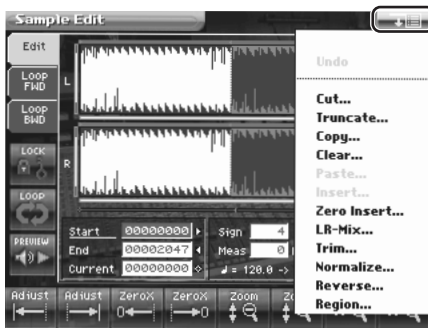 Sample Edit
Edit
Loop
FWD
Loop
BWD
LOCK
LOOP
PREVIEW
L
R
Start 00000000 Sign 4
End 00002047 Meas 0
Current 00000000 = 120.0 ->
Adjust Adjust ZeroX ZeroX Zoom
Undo
Cut...
Truncate...
Copy...
Clear...
Paste...
Insert...
Zero Insert...
LR-Mix...
Trim...
Normalize...
Reverse...
Region...